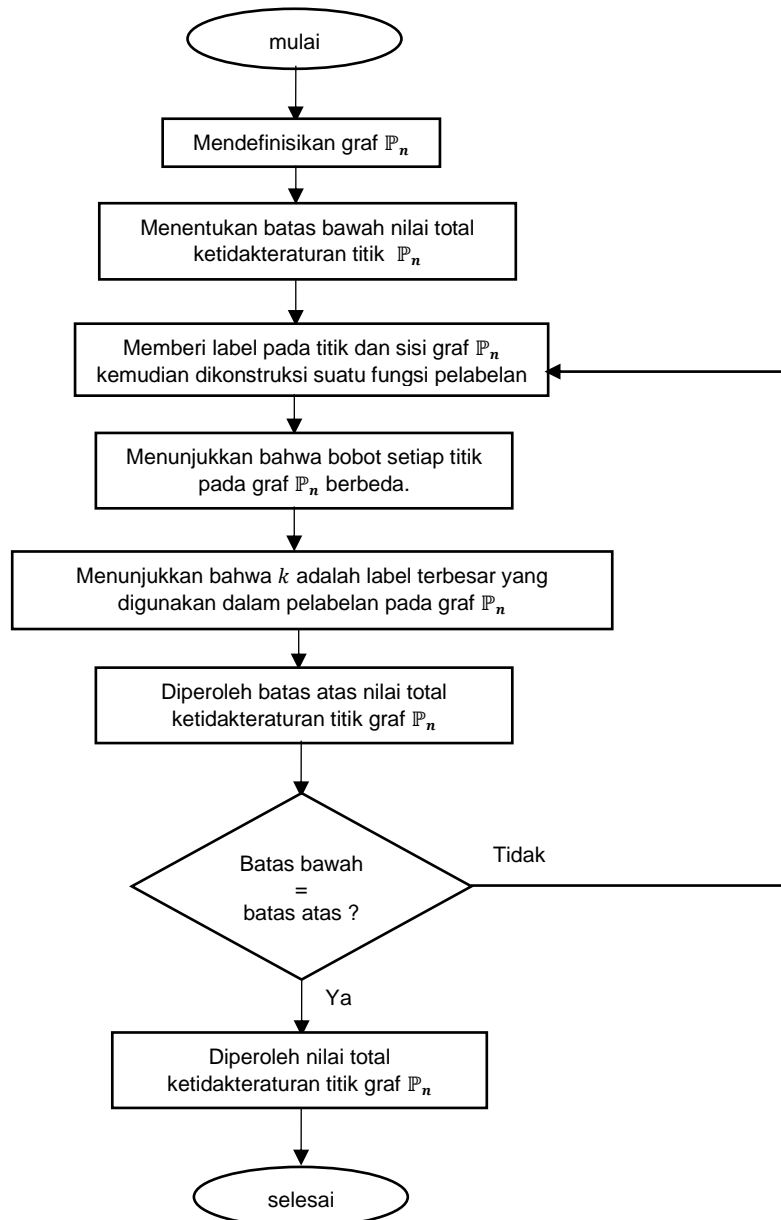 mulai
Mendefinisikan graf ℙₙ
Menentukan batas bawah nilai total
ketidakteraturan titik ℙₙ
Memberi label pada titik dan sisi graf ℙₙ
kemudian dikonstruksi suatu fungsi pelabelan
Menunjukkan bahwa bobot setiap titik
pada graf ℙₙ berbeda.
Menunjukkan bahwa k adalah label terbesar yang
digunakan dalam pelabelan pada graf ℙₙ
Diperoleh batas atas nilai total
ketidakteraturan titik graf ℙₙ
Batas bawah
=
batas atas ?
Tidak
Ya
Diperoleh nilai total
ketidakteraturan titik graf ℙₙ
selesai